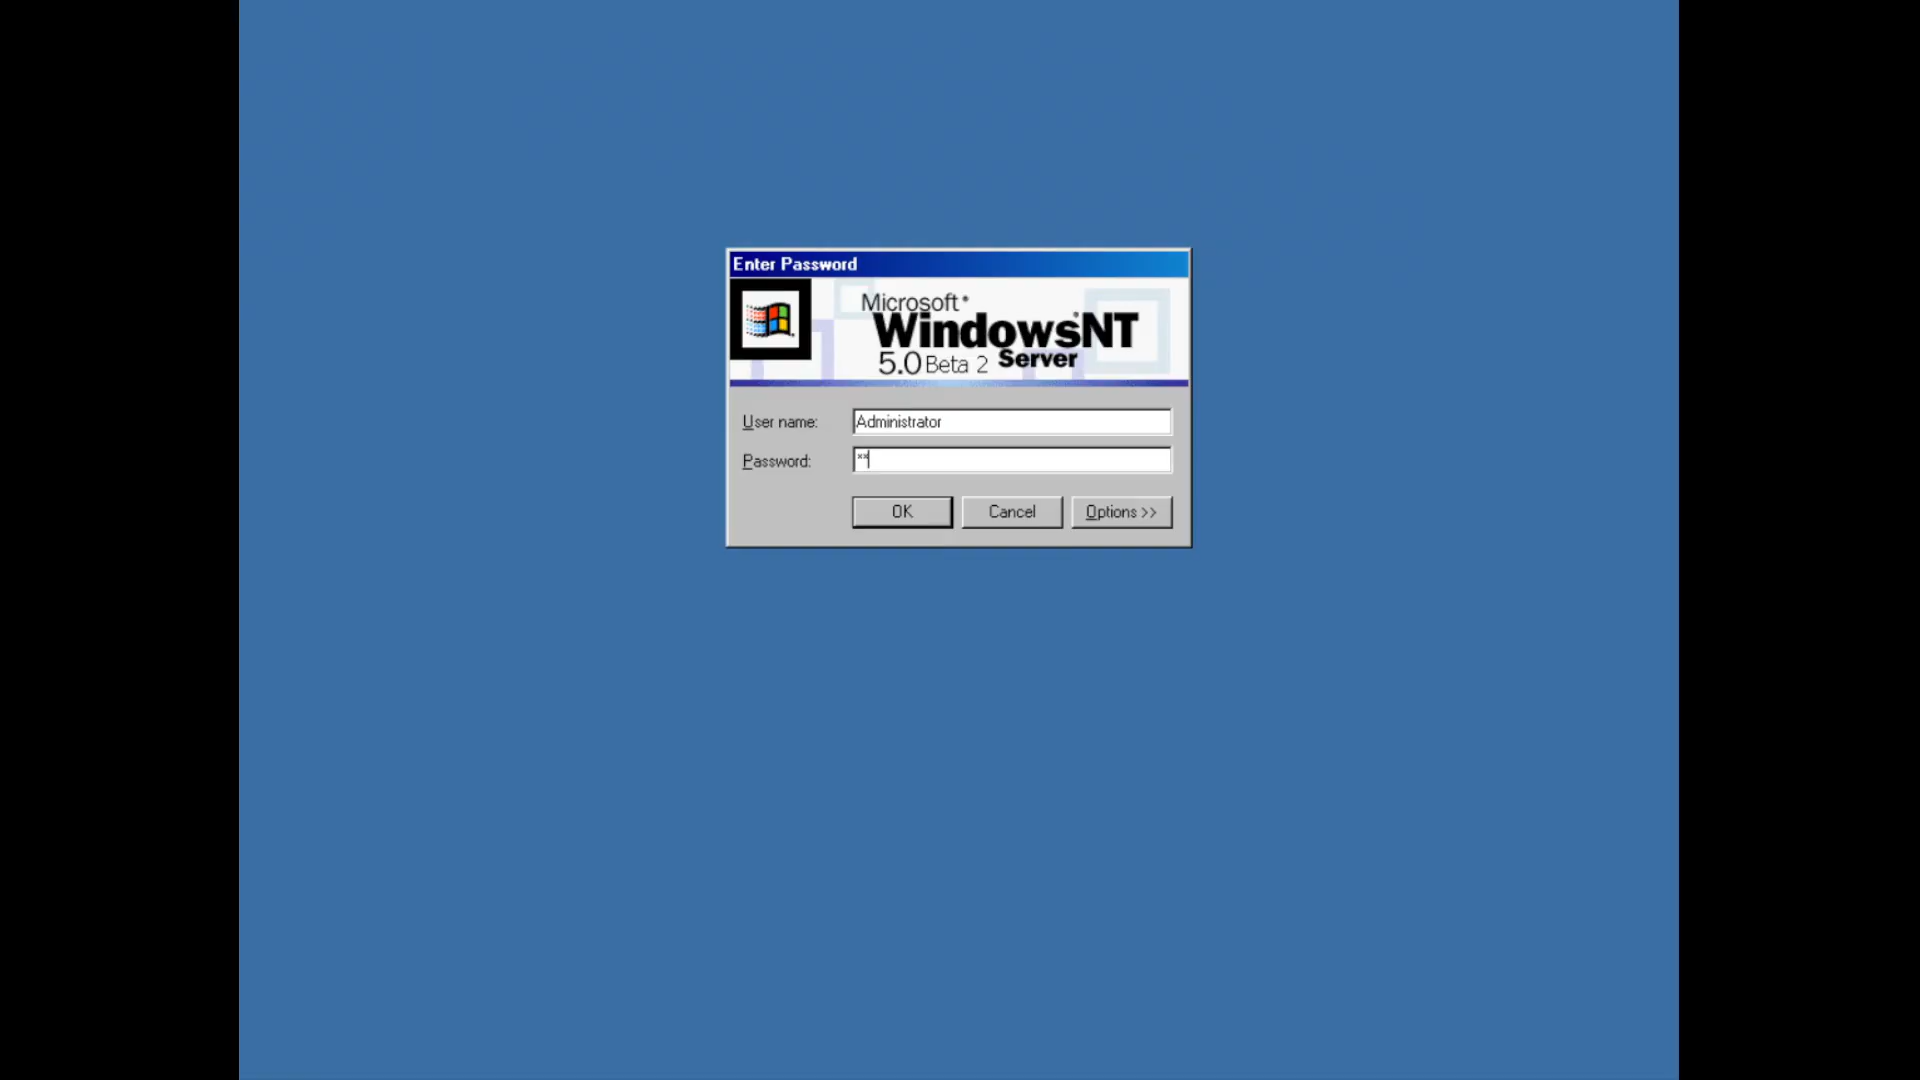 Enter Password
Microsoft®
WindowsNT®
5.0 Beta 2 Server
User name: Administrator
Password: **
OK Cancel Options >>